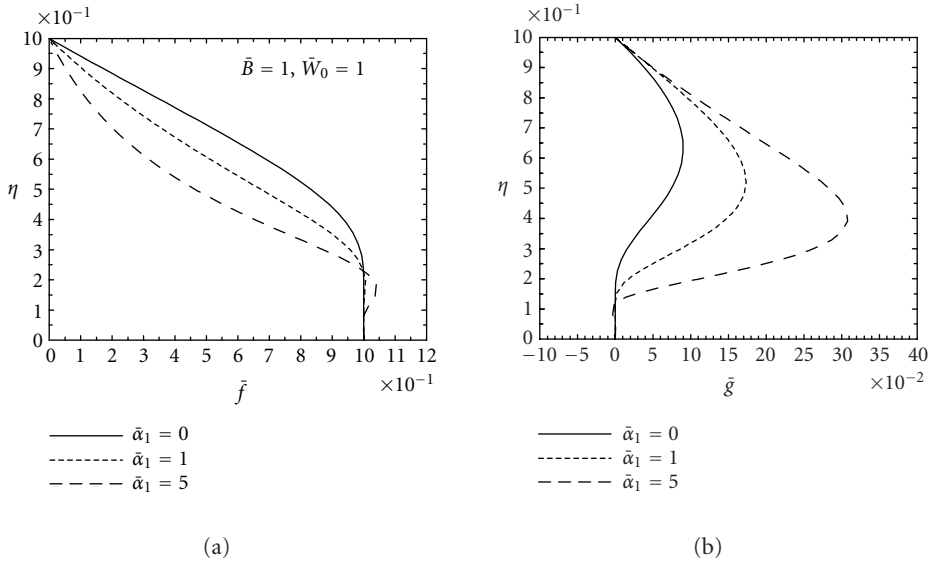 ×10⁻¹
10
9
8
7
6
5
4
3
2
1
0
η
B̄ = 1, W̄₀ = 1
0 1 2 3 4 5 6 7 8 9 10 11 12
f̄
×10⁻¹
ᾱ₁ = 0
ᾱ₁ = 1
ᾱ₁ = 5
(a)
×10⁻¹
10
9
8
7
6
5
4
3
2
1
0
η
−10 −5 0 5 10 15 20 25 30 35 40
ḡ
×10⁻²
ᾱ₁ = 0
ᾱ₁ = 1
ᾱ₁ = 5
(b)